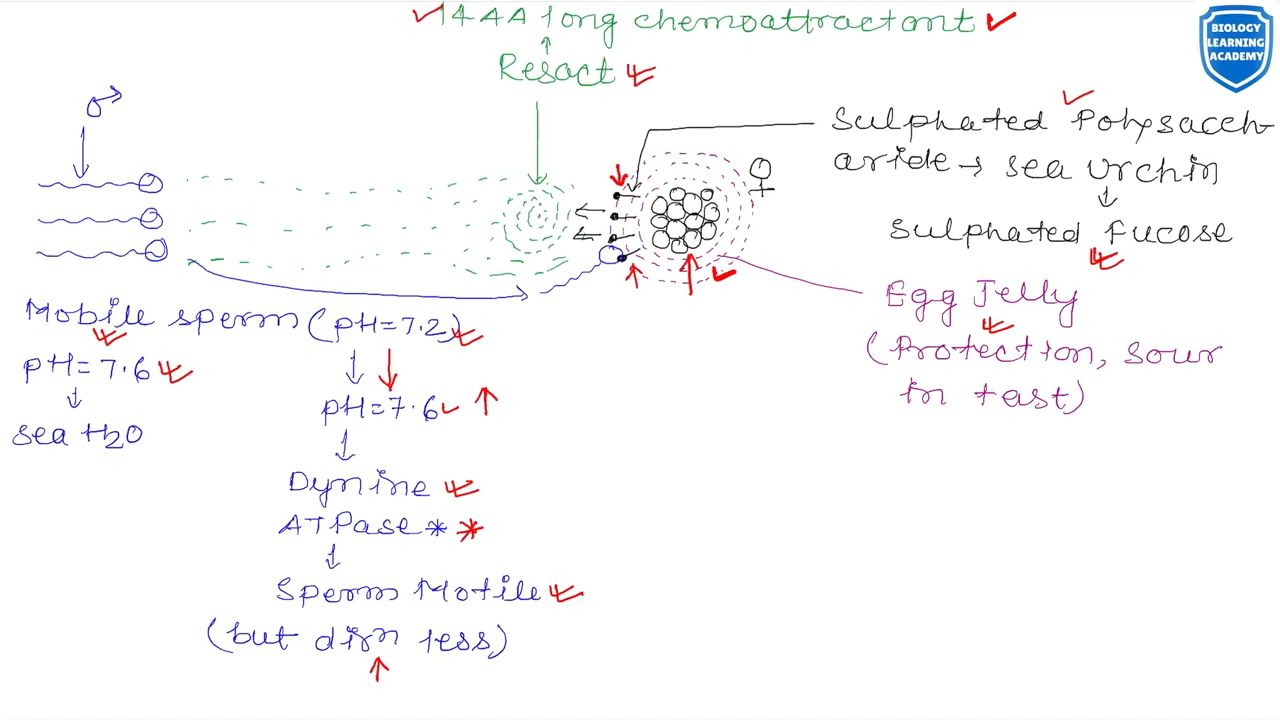 14AA long chemoattractant
Resact
BIOLOGY
LEARNING
ACADEMY
Sulphated Polysacch-
aride → sea Urchin
Sulphated Fucose
Egg Jelly
(Protection, sour
in tast)
Mobile sperm (pH=7.2)
pH=7.6
sea H2O
pH=7.6
Dynine
ATPase*
Sperm Motile
(but dirn less)